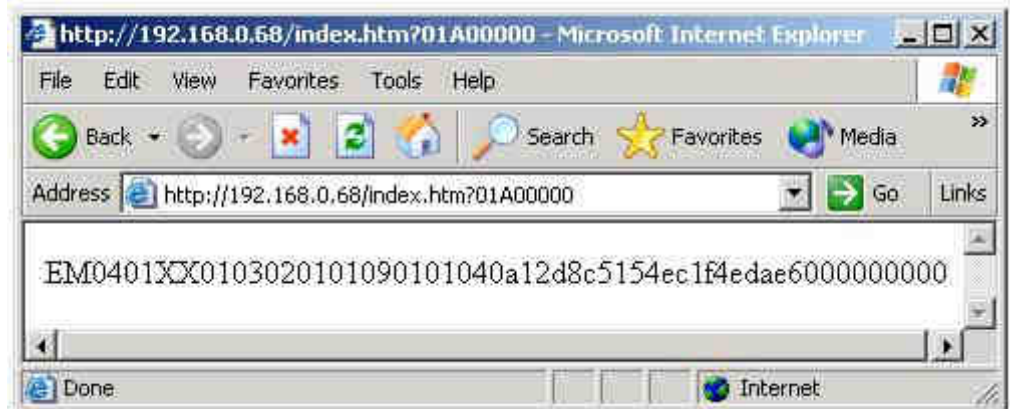 http://192.168.0.68/index.htm?01A00000 - Microsoft Internet Explorer
File Edit View Favorites Tools Help
Back Search Favorites Media »
Address http://192.168.0.68/index.htm?01A00000 Go Links
EM0401XX0103020101090101040a12d8c5154ec1f4edae6000000000
Done Internet